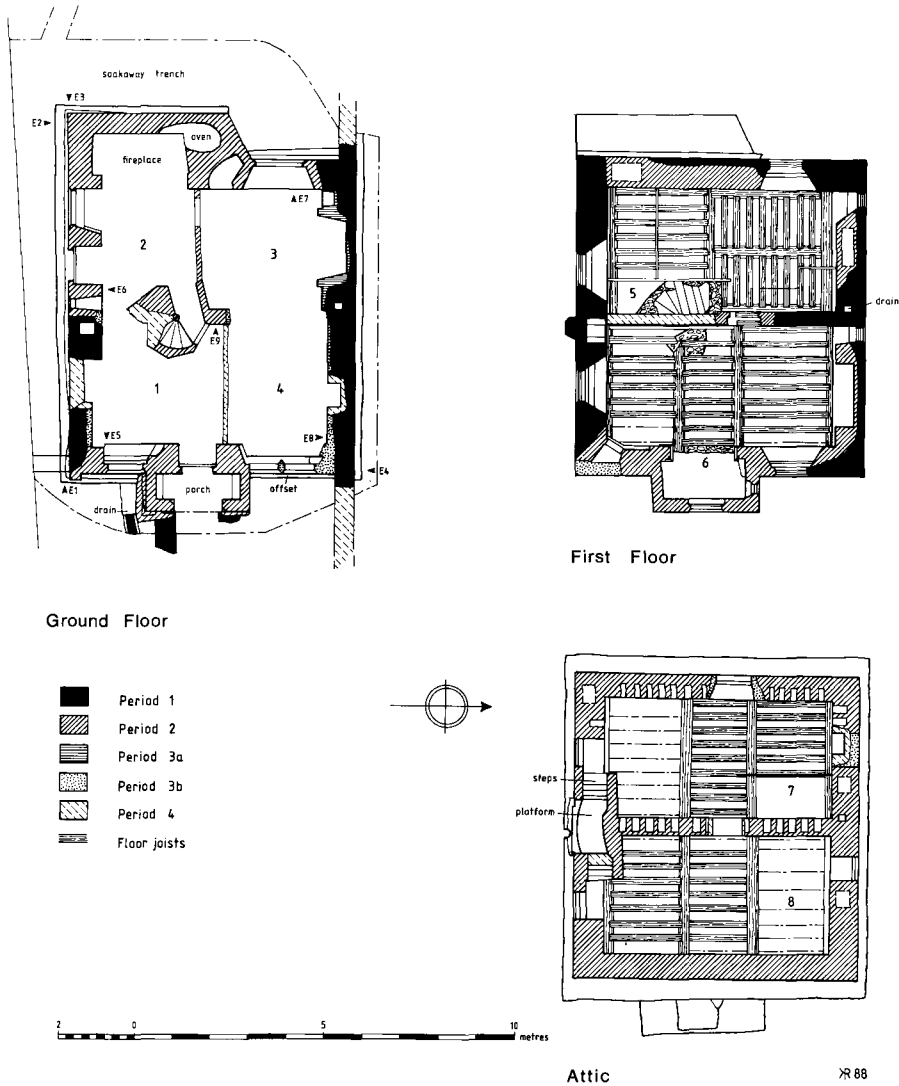 soakaway trench
E3
E2
oven
fireplace
E7
2
3
E6
E9
1
4
E5
E8
E4
E1
porch
offset
drain
Ground Floor
5
drain
6
First Floor
Period 1
Period 2
Period 3a
Period 3b
Period 4
Floor joists
steps
platform
7
8
Attic
2 0 5 10
metres
88